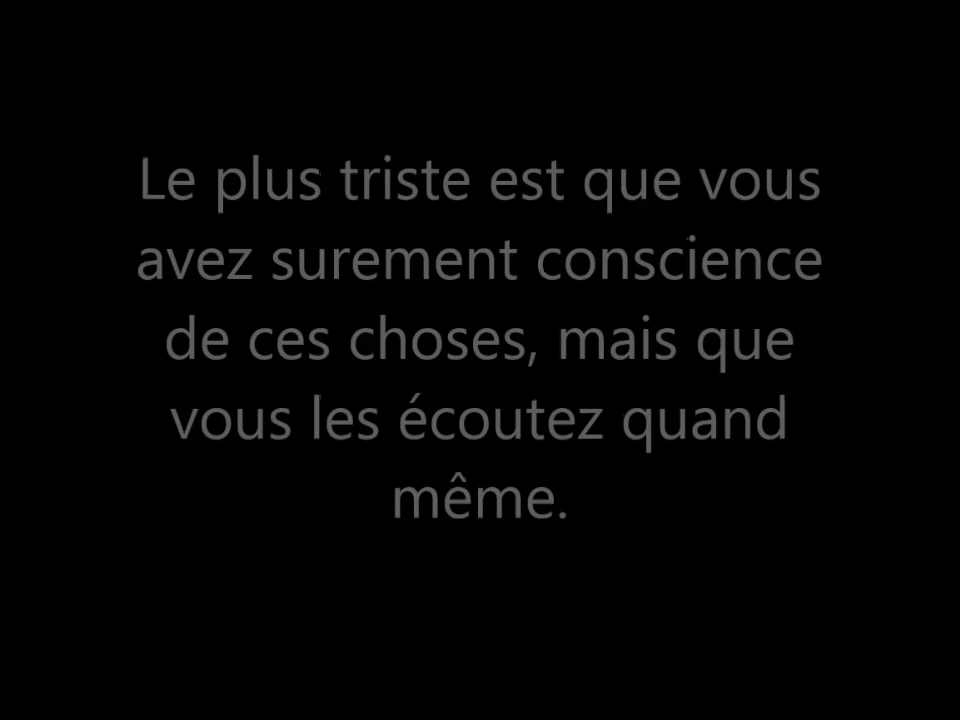 Le plus triste est que vous
avez surement conscience
de ces choses, mais que
vous les écoutez quand
même.